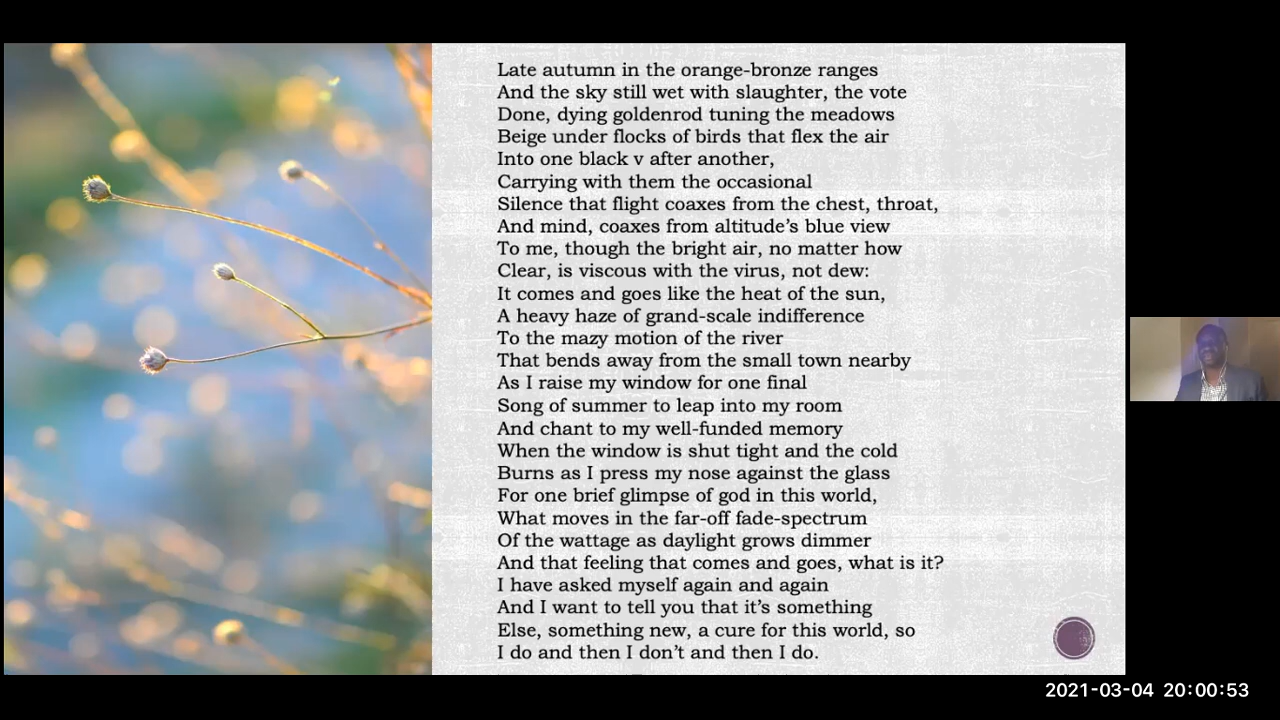 Late autumn in the orange-bronze ranges
And the sky still wet with slaughter, the vote
Done, dying goldenrod tuning the meadows
Beige under flocks of birds that flex the air
Into one black v after another,
Carrying with them the occasional
Silence that flight coaxes from the chest, throat,
And mind, coaxes from altitude’s blue view
To me, though the bright air, no matter how
Clear, is viscous with the virus, not dew:
It comes and goes like the heat of the sun,
A heavy haze of grand-scale indifference
To the mazy motion of the river
That bends away from the small town nearby
As I raise my window for one final
Song of summer to leap into my room
And chant to my well-funded memory
When the window is shut tight and the cold
Burns as I press my nose against the glass
For one brief glimpse of god in this world,
What moves in the far-off fade-spectrum
Of the wattage as daylight grows dimmer
And that feeling that comes and goes, what is it?
I have asked myself again and again
And I want to tell you that it’s something
Else, something new, a cure for this world, so
I do and then I don’t and then I do.
2021-03-04 20:00:53